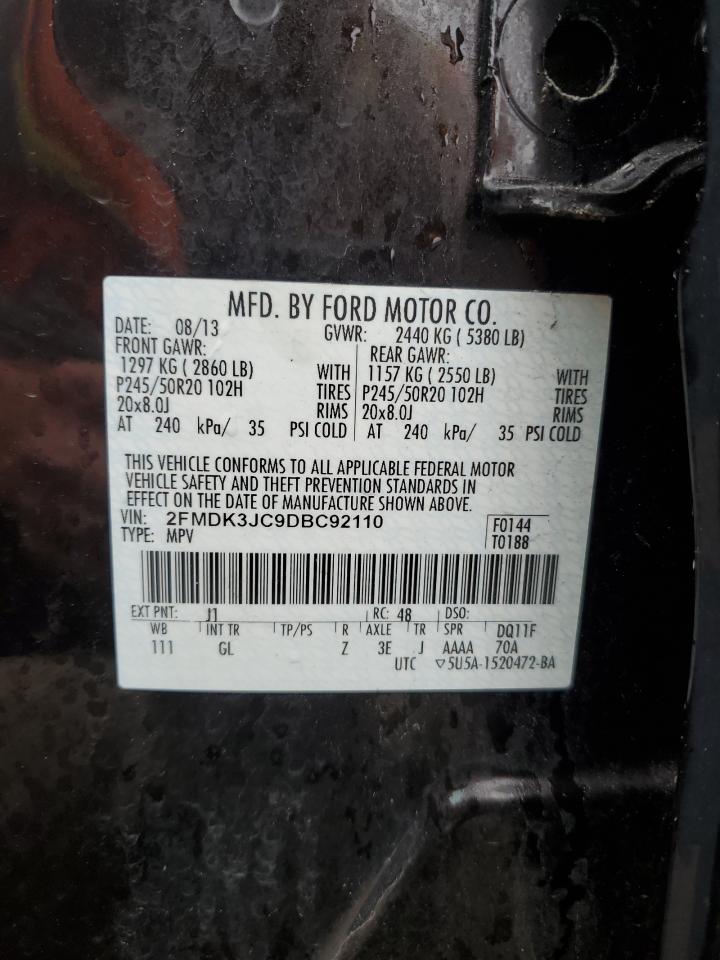 MFD. BY FORD MOTOR CO.
DATE: 08/13 GVWR: 2440 KG ( 5380 LB)
FRONT GAWR: REAR GAWR:
1297 KG ( 2860 LB) WITH 1157 KG ( 2550 LB) WITH
P245/50R20 102H TIRES P245/50R20 102H TIRES
20x8.0J RIMS 20x8.0J RIMS
AT 240 kPa/ 35 PSI COLD AT 240 kPa/ 35 PSI COLD
THIS VEHICLE CONFORMS TO ALL APPLICABLE FEDERAL MOTOR
VEHICLE SAFETY AND THEFT PREVENTION STANDARDS IN
EFFECT ON THE DATE OF MANUFACTURE SHOWN ABOVE.
VIN: 2FMDK3JC9DBC92110 F0144
TYPE: MPV T0188
EXT PNT: J1 RC: 48 DSO:
WB INT TR TP/PS R AXLE TR SPR DQ11F
111 GL Z 3E J AAAA 70A
UTC ▽5U5A-1520472-BA